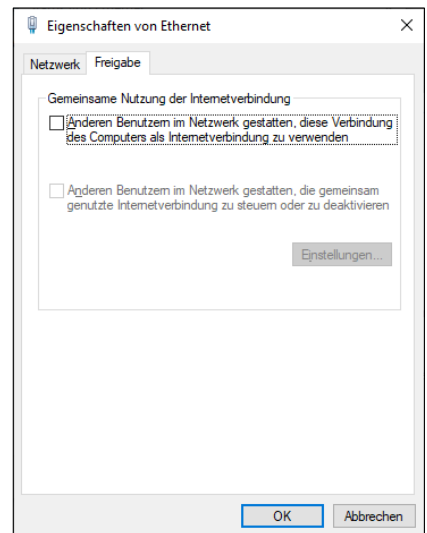 Eigenschaften von Ethernet
Netzwerk Freigabe
Gemeinsame Nutzung der Internetverbindung
Anderen Benutzern im Netzwerk gestatten, diese Verbindung
des Computers als Internetverbindung zu verwenden
Anderen Benutzern im Netzwerk gestatten, die gemeinsam
genutzte Internetverbindung zu steuern oder zu deaktivieren
Einstellungen...
OK Abbrechen